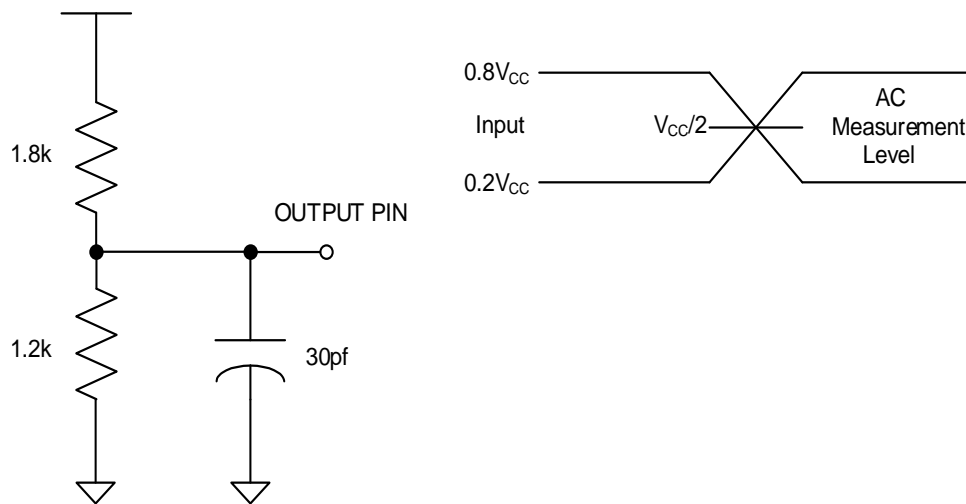 1.8k
OUTPUT PIN
1.2k
30pf
0.8VCC
Input
VCC/2
0.2VCC
AC
Measurement
Level